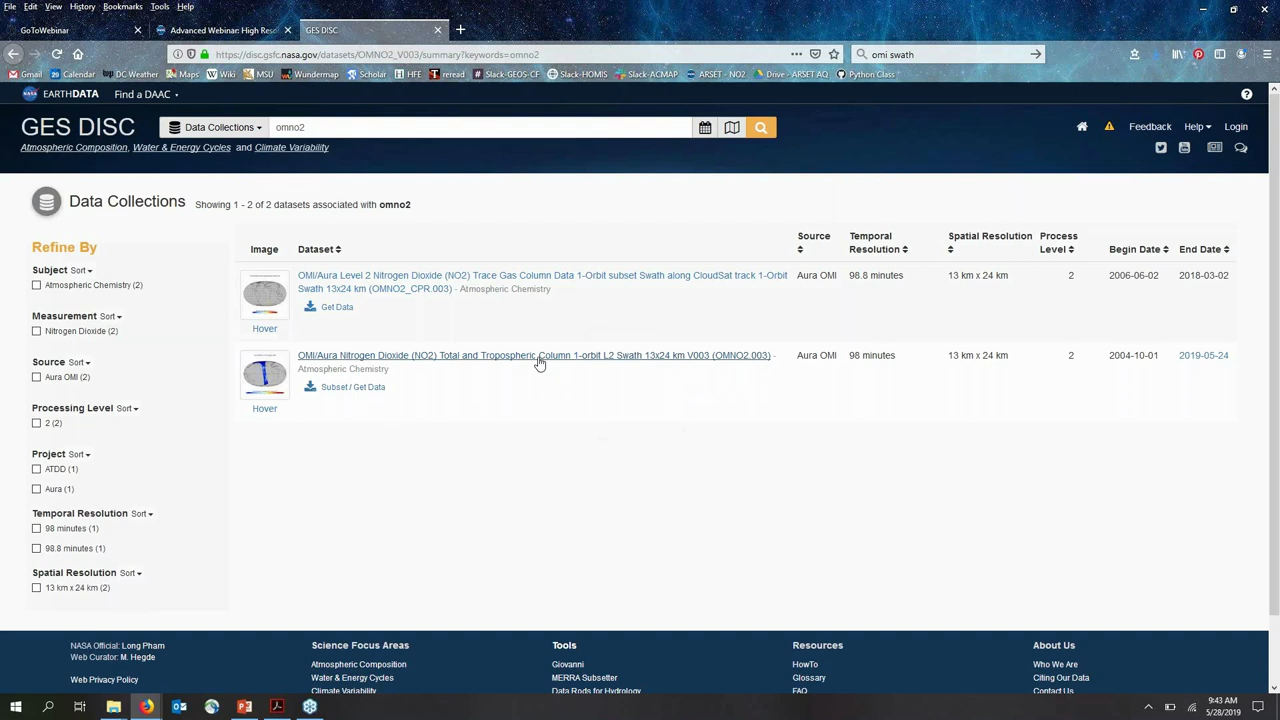 File Edit View History Bookmarks Tools Help
GoToWebinar
Advanced Webinar: High Reso
GES DISC
https://disc.gsfc.nasa.gov/datasets/OMNO2_V003/summary?keywords=omno2
omi swath
Gmail Calendar DC Weather Maps Wiki MSU Wundermap Scholar HFE reread Slack-GEOS-CF Slack-HOMIS Slack-ACMAP ARSET - NO2 Drive - ARSET AQ Python Class
EARTHDATA Find a DAAC
GES DISC
Data Collections omno2
Feedback Help Login
Atmospheric Composition, Water & Energy Cycles and Climate Variability
Data Collections Showing 1 - 2 of 2 datasets associated with omno2
Refine By
Subject Sort
Atmospheric Chemistry (2)
Measurement Sort
Nitrogen Dioxide (2)
Source Sort
Aura OMI (2)
Processing Level Sort
2 (2)
Project Sort
ATDD (1)
Aura (1)
Temporal Resolution Sort
98 minutes (1)
98.8 minutes (1)
Spatial Resolution Sort
13 km x 24 km (2)
Image Dataset Source Temporal Resolution Spatial Resolution Process Level Begin Date End Date
OMI/Aura Level 2 Nitrogen Dioxide (NO2) Trace Gas Column Data 1-Orbit subset Swath along CloudSat track 1-Orbit
Swath 13x24 km (OMNO2_CPR.003) - Atmospheric Chemistry
Aura OMI 98.8 minutes 13 km x 24 km 2 2006-06-02 2018-03-02
Get Data
Hover
OMI/Aura Nitrogen Dioxide (NO2) Total and Tropospheric Column 1-orbit L2 Swath 13x24 km V003 (OMNO2.003) -
Atmospheric Chemistry
Aura OMI 98 minutes 13 km x 24 km 2 2004-10-01 2019-05-24
Subset / Get Data
Hover
NASA Official: Long Pham
Web Curator: M. Hegde
Web Privacy Policy
Science Focus Areas
Atmospheric Composition
Water & Energy Cycles
Climate Variability
Tools
Giovanni
MERRA Subsetter
Data Rods for Hydrology
Resources
HowTo
Glossary
FAQ
About Us
Who We Are
Citing Our Data
Contact Us
9:43 AM
5/28/2019